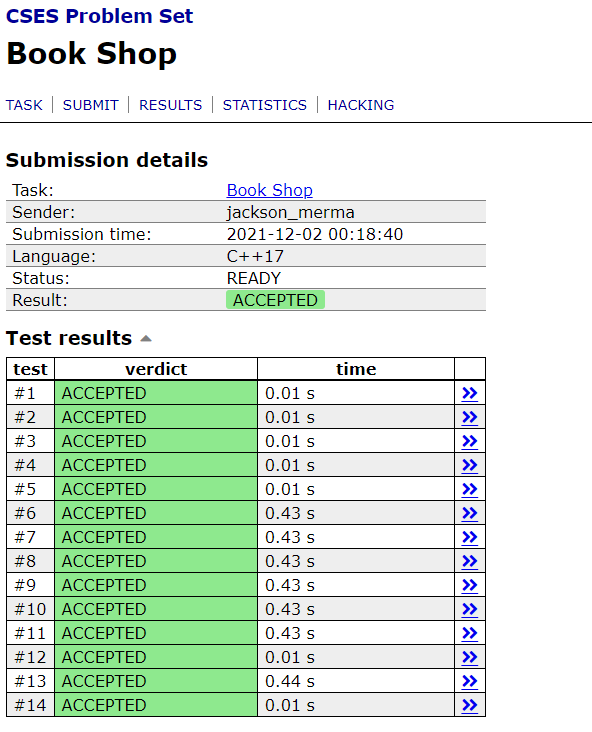 CSES Problem Set
Book Shop
TASK SUBMIT RESULTS STATISTICS HACKING
Submission details
Task: Book Shop
Sender: jackson_merma
Submission time: 2021-12-02 00:18:40
Language: C++17
Status: READY
Result: ACCEPTED
Test results
test verdict time
#1 ACCEPTED 0.01 s »
#2 ACCEPTED 0.01 s »
#3 ACCEPTED 0.01 s »
#4 ACCEPTED 0.01 s »
#5 ACCEPTED 0.01 s »
#6 ACCEPTED 0.43 s »
#7 ACCEPTED 0.43 s »
#8 ACCEPTED 0.43 s »
#9 ACCEPTED 0.43 s »
#10 ACCEPTED 0.43 s »
#11 ACCEPTED 0.43 s »
#12 ACCEPTED 0.01 s »
#13 ACCEPTED 0.44 s »
#14 ACCEPTED 0.01 s »